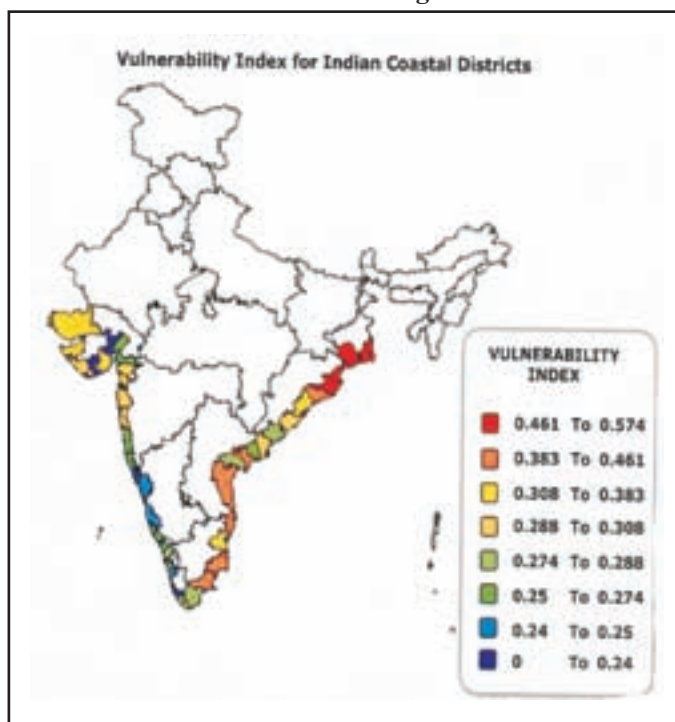 Vulnerability Index for Indian Coastal Districts
VULNERABILITY
INDEX
0.461 To 0.574
0.383 To 0.461
0.308 To 0.383
0.288 To 0.308
0.274 To 0.288
0.25 To 0.274
0.24 To 0.25
0 To 0.24